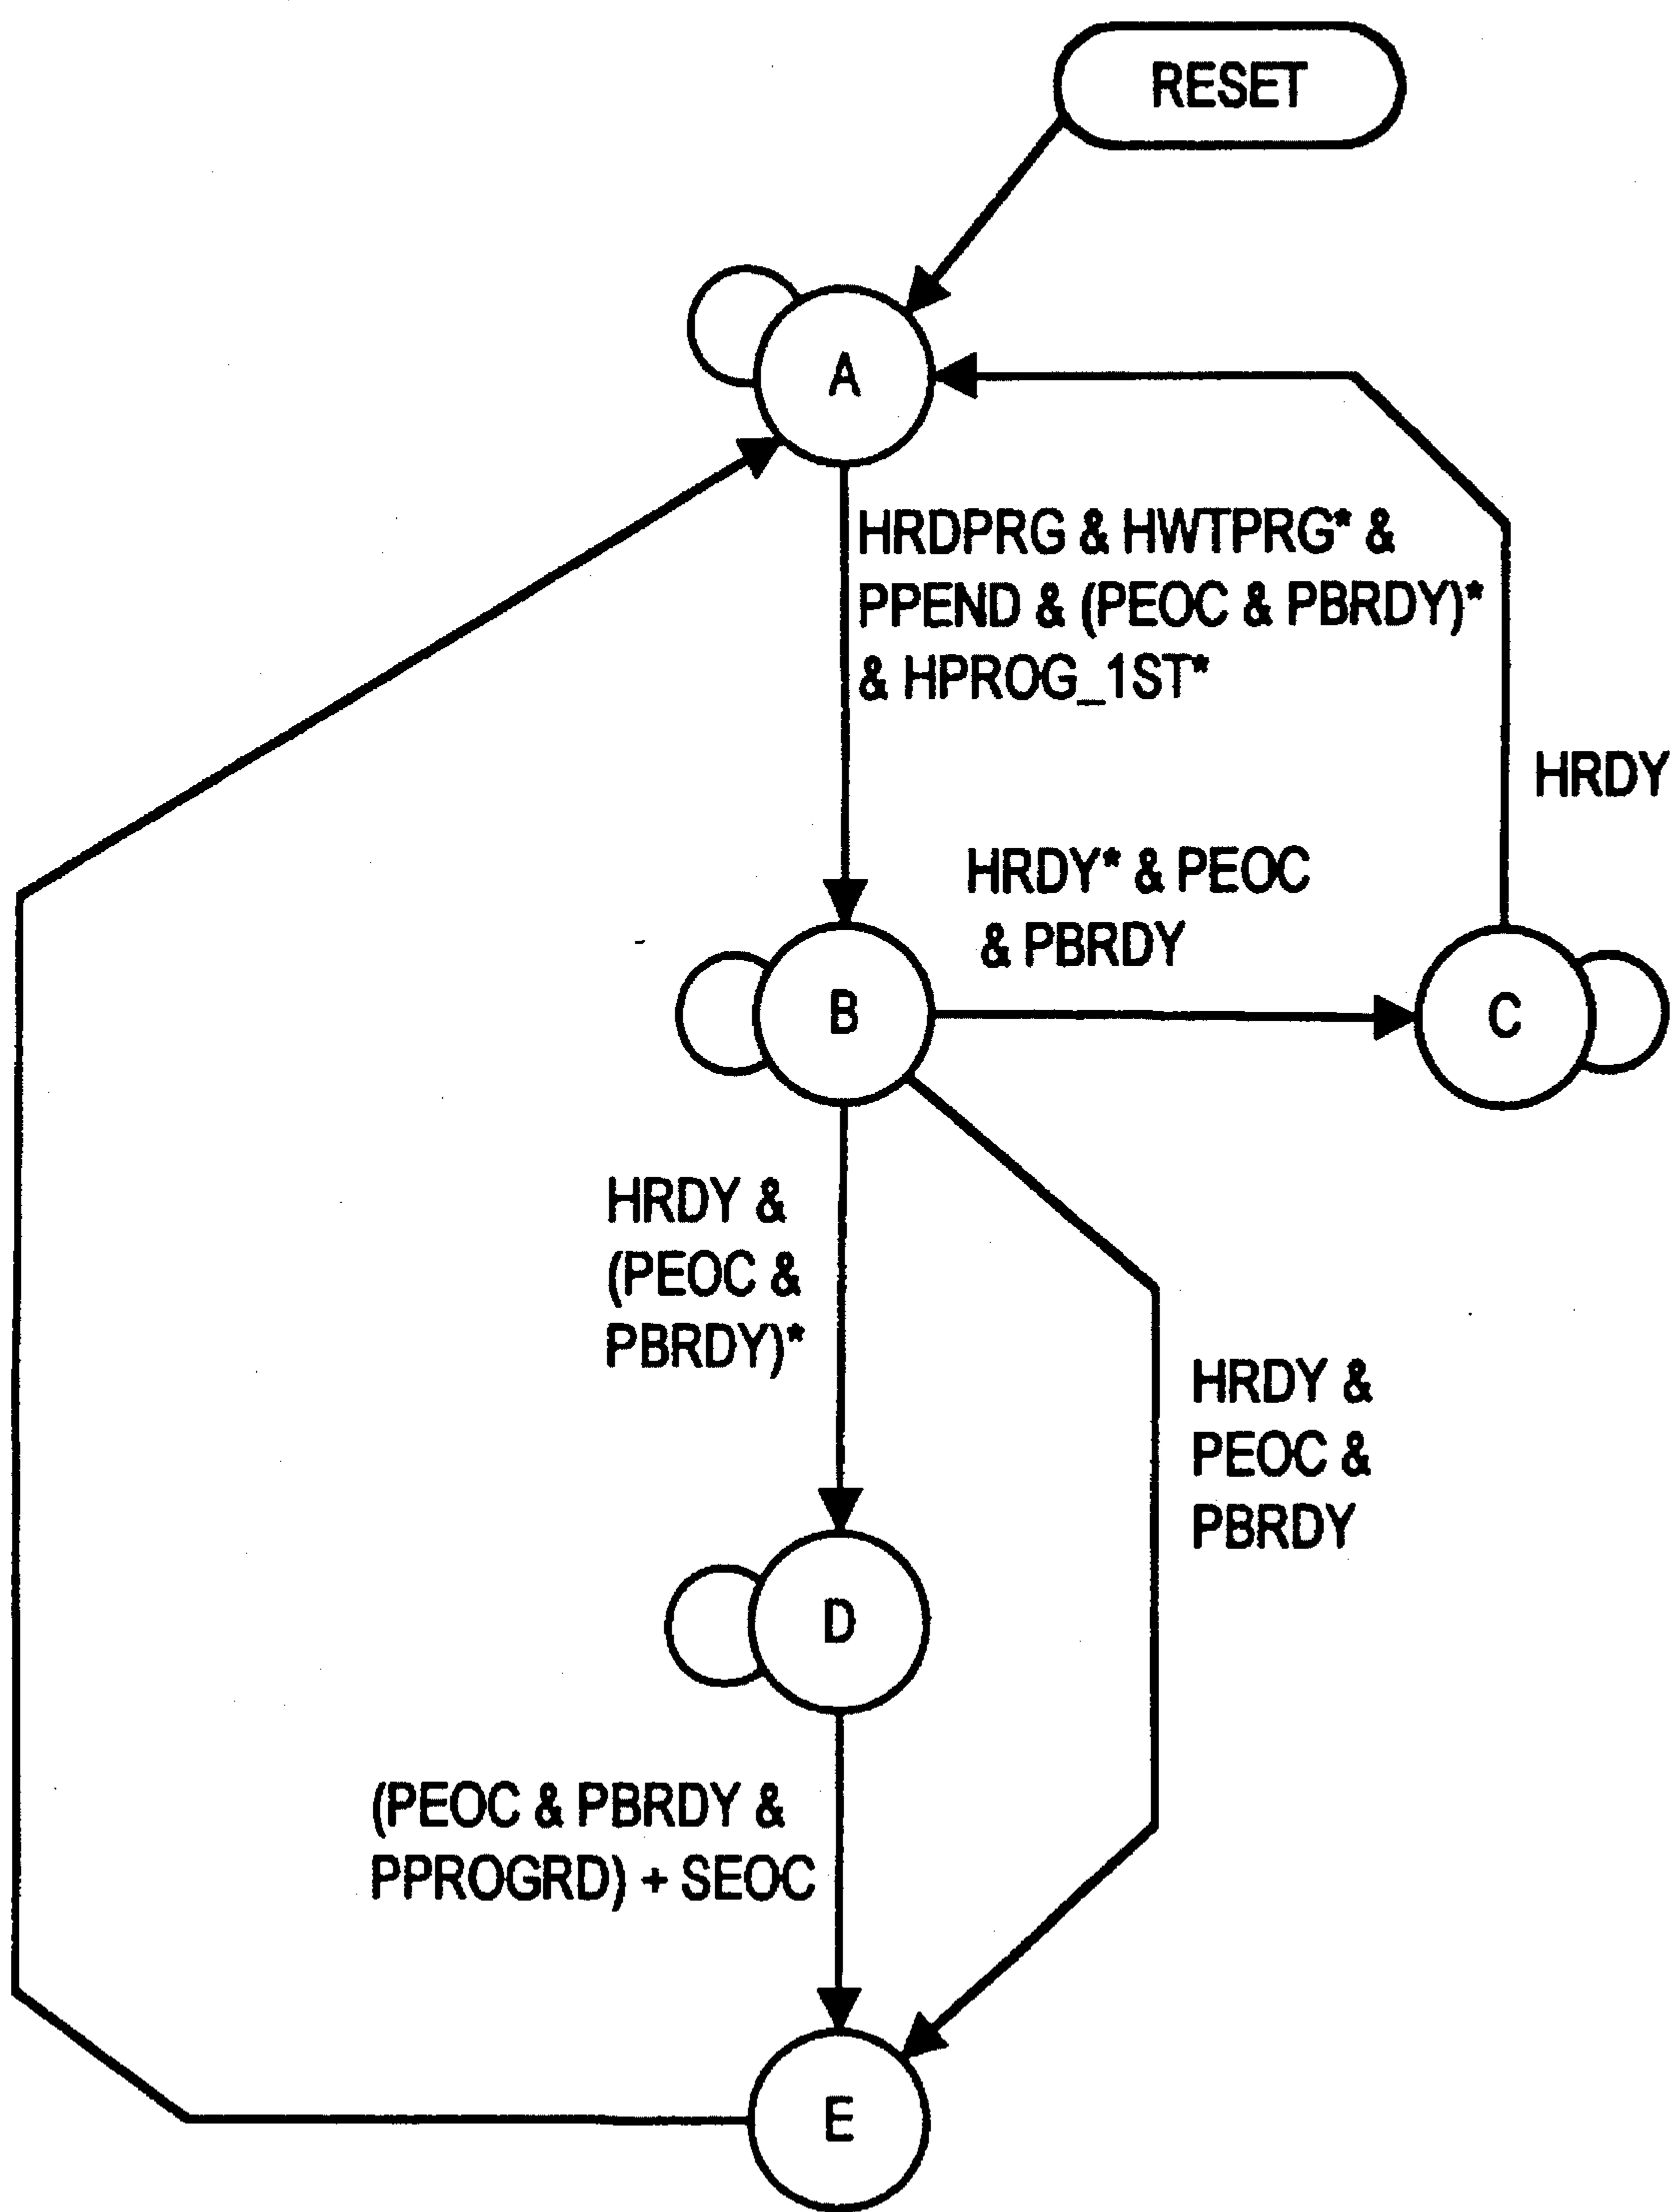 RESET
A
HRDPRG & HWTPRG* &
PPEND & (PEOC & PBRDY)*
& HPROG_1ST*
HRDY
HRDY* & PEOC
& PBRDY
B
C
HRDY &
(PEOC &
PBRDY)*
HRDY &
PEOC &
PBRDY
D
(PEOC & PBRDY &
PPROGRD) + SEOC
E